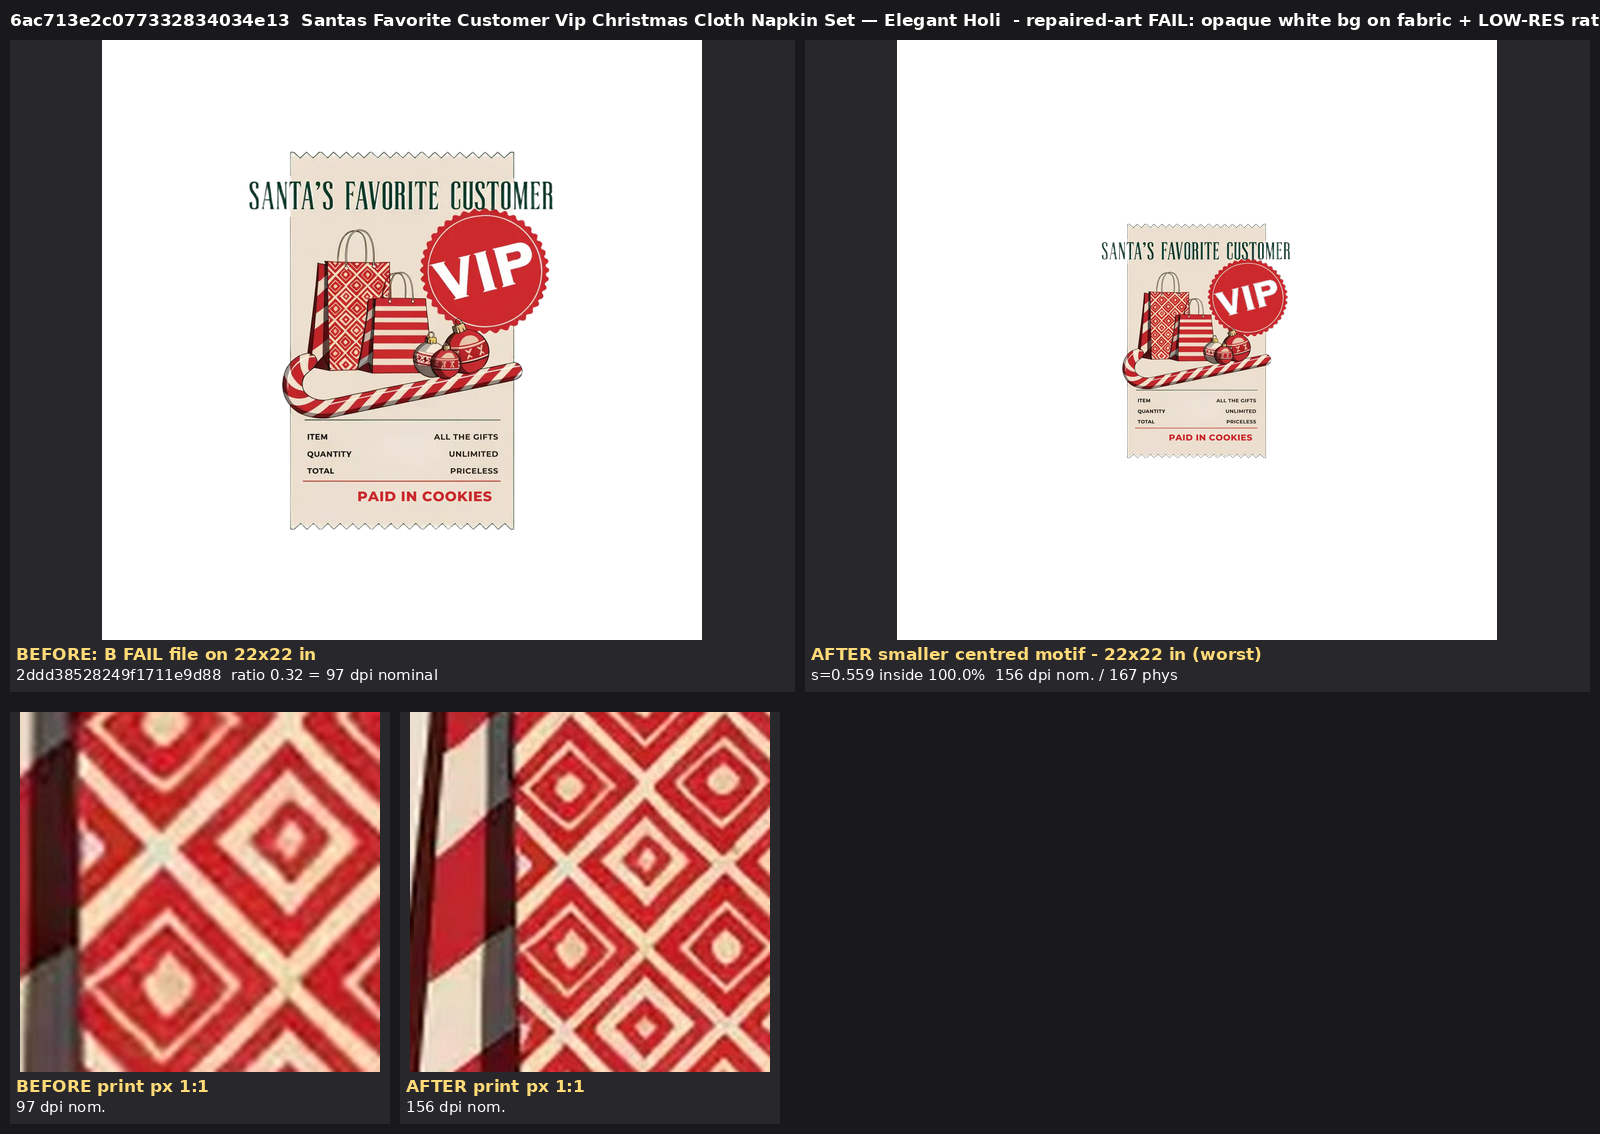 6ac713e2c077332834034e13 Santas Favorite Customer Vip Christmas Cloth Napkin Set — Elegant Holi - repaired-art FAIL: opaque white bg on fabric + LOW-RES rat
SANTA'S FAVORITE CUSTOMER
VIP
ITEM ALL THE GIFTS
QUANTITY UNLIMITED
TOTAL PRICELESS
PAID IN COOKIES
BEFORE: B FAIL file on 22x22 in
2ddd38528249f1711e9d88 ratio 0.32 = 97 dpi nominal
SANTA'S FAVORITE CUSTOMER
VIP
ITEM ALL THE GIFTS
QUANTITY UNLIMITED
TOTAL PRICELESS
PAID IN COOKIES
AFTER smaller centred motif - 22x22 in (worst)
s=0.559 inside 100.0% 156 dpi nom. / 167 phys
BEFORE print px 1:1
97 dpi nom.
AFTER print px 1:1
156 dpi nom.